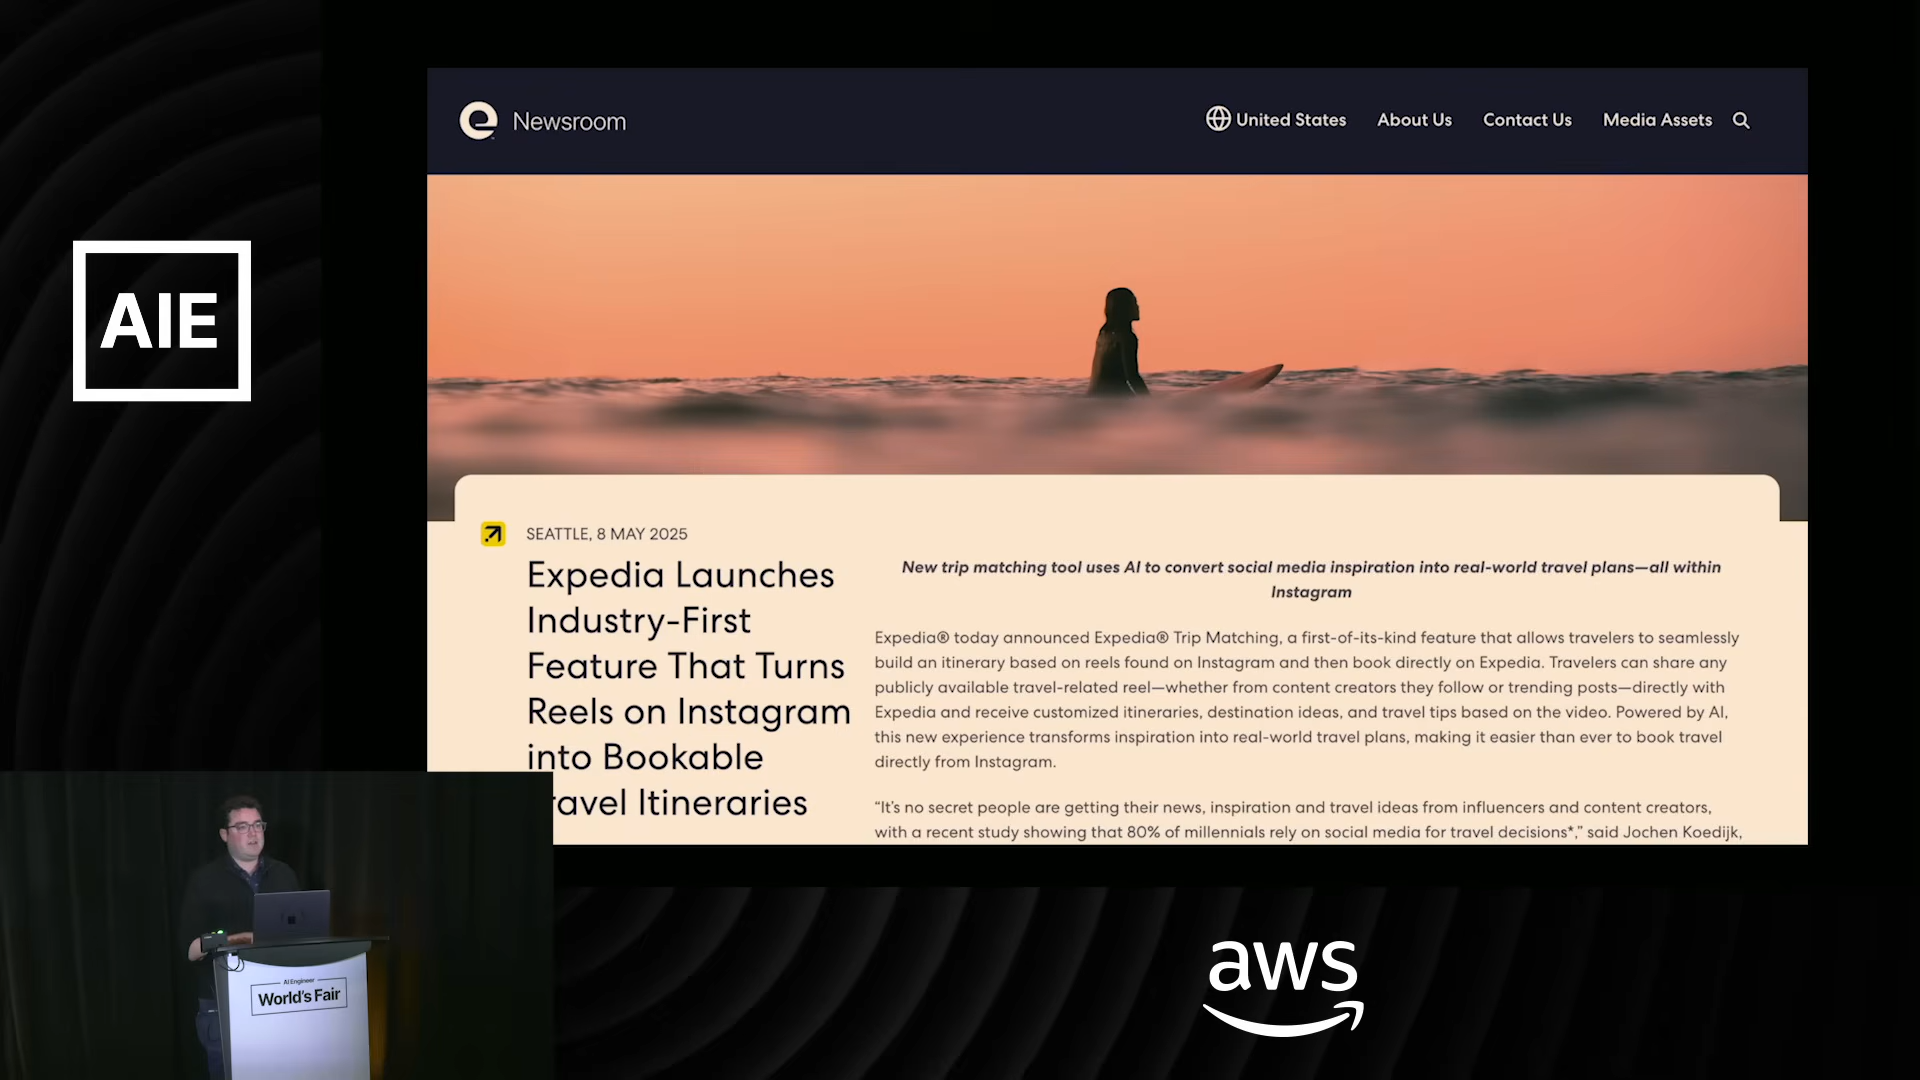 Newsroom
United States
About Us
Contact Us
Media Assets
AIE
SEATTLE, 8 MAY 2025
Expedia Launches
Industry-First
Feature That Turns
Reels on Instagram
into Bookable
ravel Itineraries
New trip matching tool uses AI to convert social media inspiration into real-world travel plans—all within
Instagram
Expedia® today announced Expedia® Trip Matching, a first-of-its-kind feature that allows travelers to seamlessly
build an itinerary based on reels found on Instagram and then book directly on Expedia. Travelers can share any
publicly available travel-related reel—whether from content creators they follow or trending posts—directly with
Expedia and receive customized itineraries, destination ideas, and travel tips based on the video. Powered by AI,
this new experience transforms inspiration into real-world travel plans, making it easier than ever to book travel
directly from Instagram.
“It’s no secret people are getting their news, inspiration and travel ideas from influencers and content creators,
with a recent study showing that 80% of millennials rely on social media for travel decisions*,” said Jochen Koedijk,
AI Engineer
World's Fair
aws